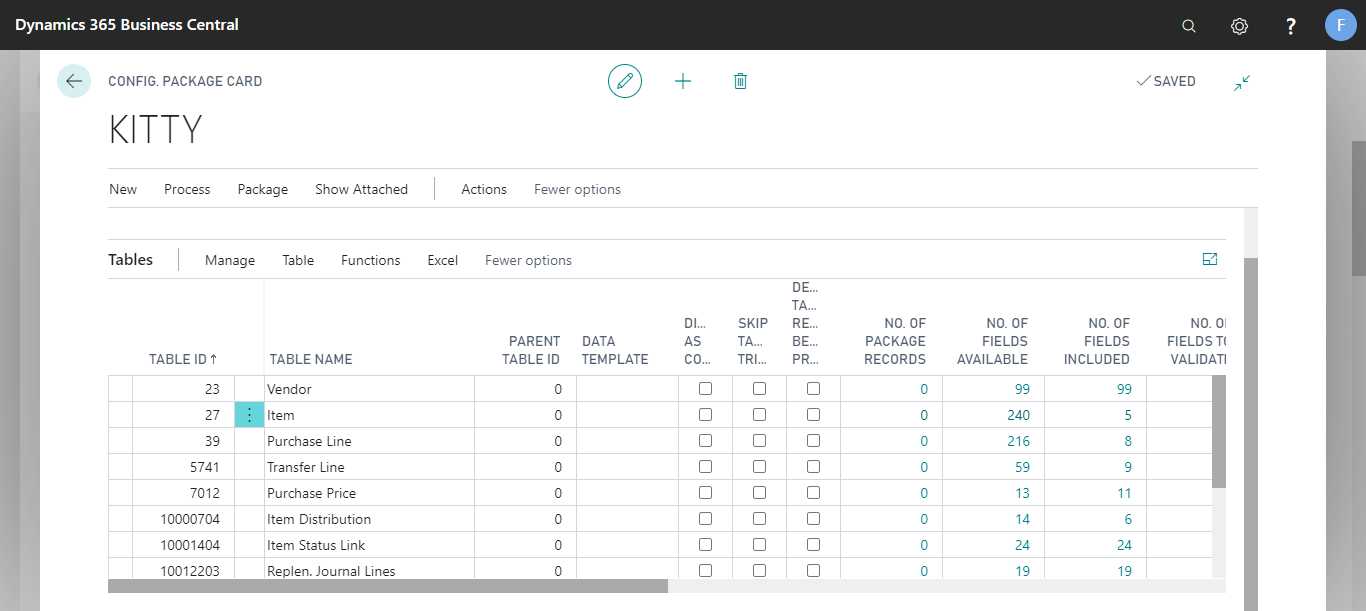 Dynamics 365 Business Central
?
F
CONFIG. PACKAGE CARD
SAVED
KITTY
New Process Package Show Attached Actions Fewer options
Tables Manage Table Functions Excel Fewer options
TABLE ID↑ TABLE NAME PARENT TABLE ID DATA TEMPLATE DI... AS CO... SKIP TA... TRI... DE... TA... RE... BE... PR... NO. OF PACKAGE RECORDS NO. OF FIELDS AVAILABLE NO. OF FIELDS INCLUDED NO. OF FIELDS TO VALIDAT
23 Vendor 0 0 99 99
27 Item 0 0 240 5
39 Purchase Line 0 0 216 8
5741 Transfer Line 0 0 59 9
7012 Purchase Price 0 0 13 11
10000704 Item Distribution 0 0 14 6
10001404 Item Status Link 0 0 24 24
10012203 Replen. Journal Lines 0 0 19 19